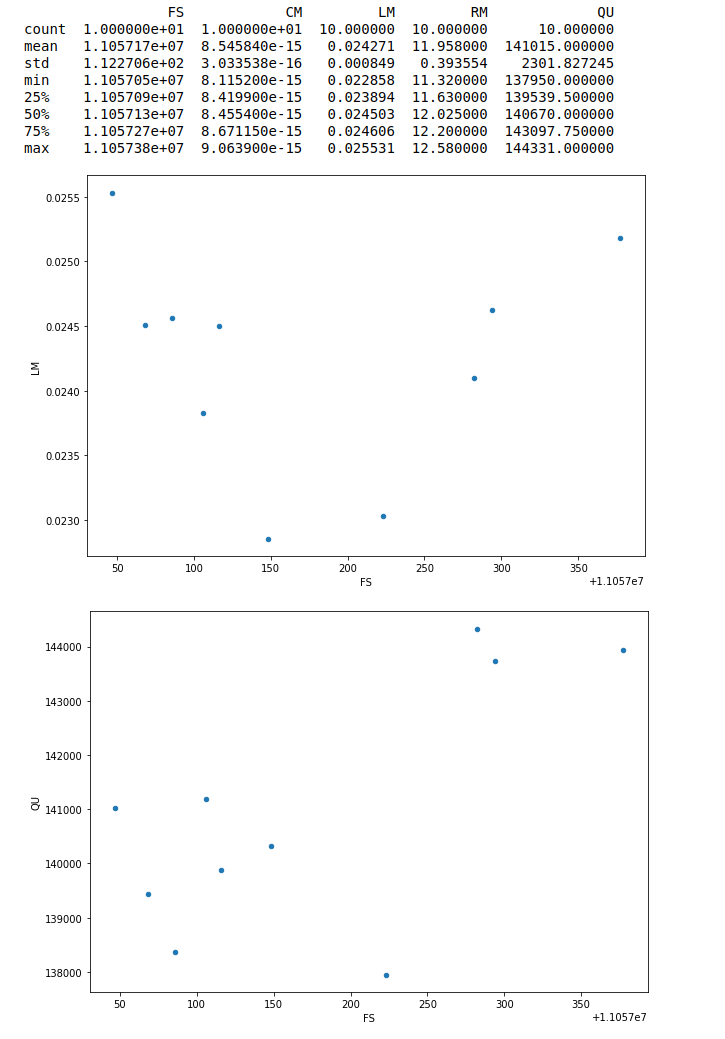 FS CM LM RM QU
count 1.000000e+01 1.000000e+01 10.000000 10.000000 10.000000
mean 1.105717e+07 8.545840e-15 0.024271 11.958000 141015.000000
std 1.122706e+02 3.033538e-16 0.000849 0.393554 2301.827245
min 1.105705e+07 8.115200e-15 0.022858 11.320000 137950.000000
25% 1.105709e+07 8.419900e-15 0.023894 11.630000 139539.500000
50% 1.105713e+07 8.455400e-15 0.024503 12.025000 140670.000000
75% 1.105727e+07 8.671150e-15 0.024606 12.200000 143097.750000
max 1.105738e+07 9.063900e-15 0.025531 12.580000 144331.000000
0.0255
0.0250
0.0245
0.0240
0.0235
0.0230
LM
50 100 150 200 250 300 350
FS
+1.1057e7
144000
143000
142000
141000
140000
139000
138000
QU
50 100 150 200 250 300 350
FS
+1.1057e7